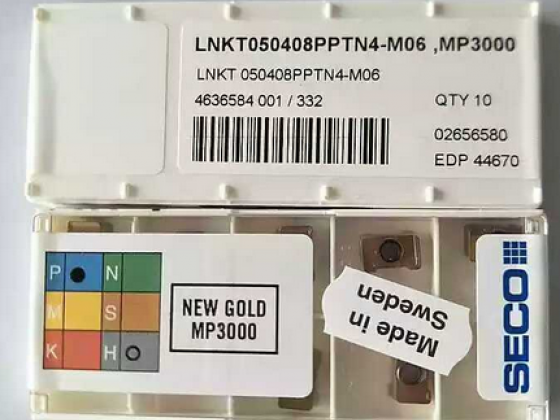 LNKT050408PPTN4-M06 ,MP3000
LNKT 050408PPTN4-M06
4636584 001 / 332
QTY 10
02656580
EDP 44670
P N
M S
K H
NEW GOLD
MP3000
Made in
Sweden
SECO